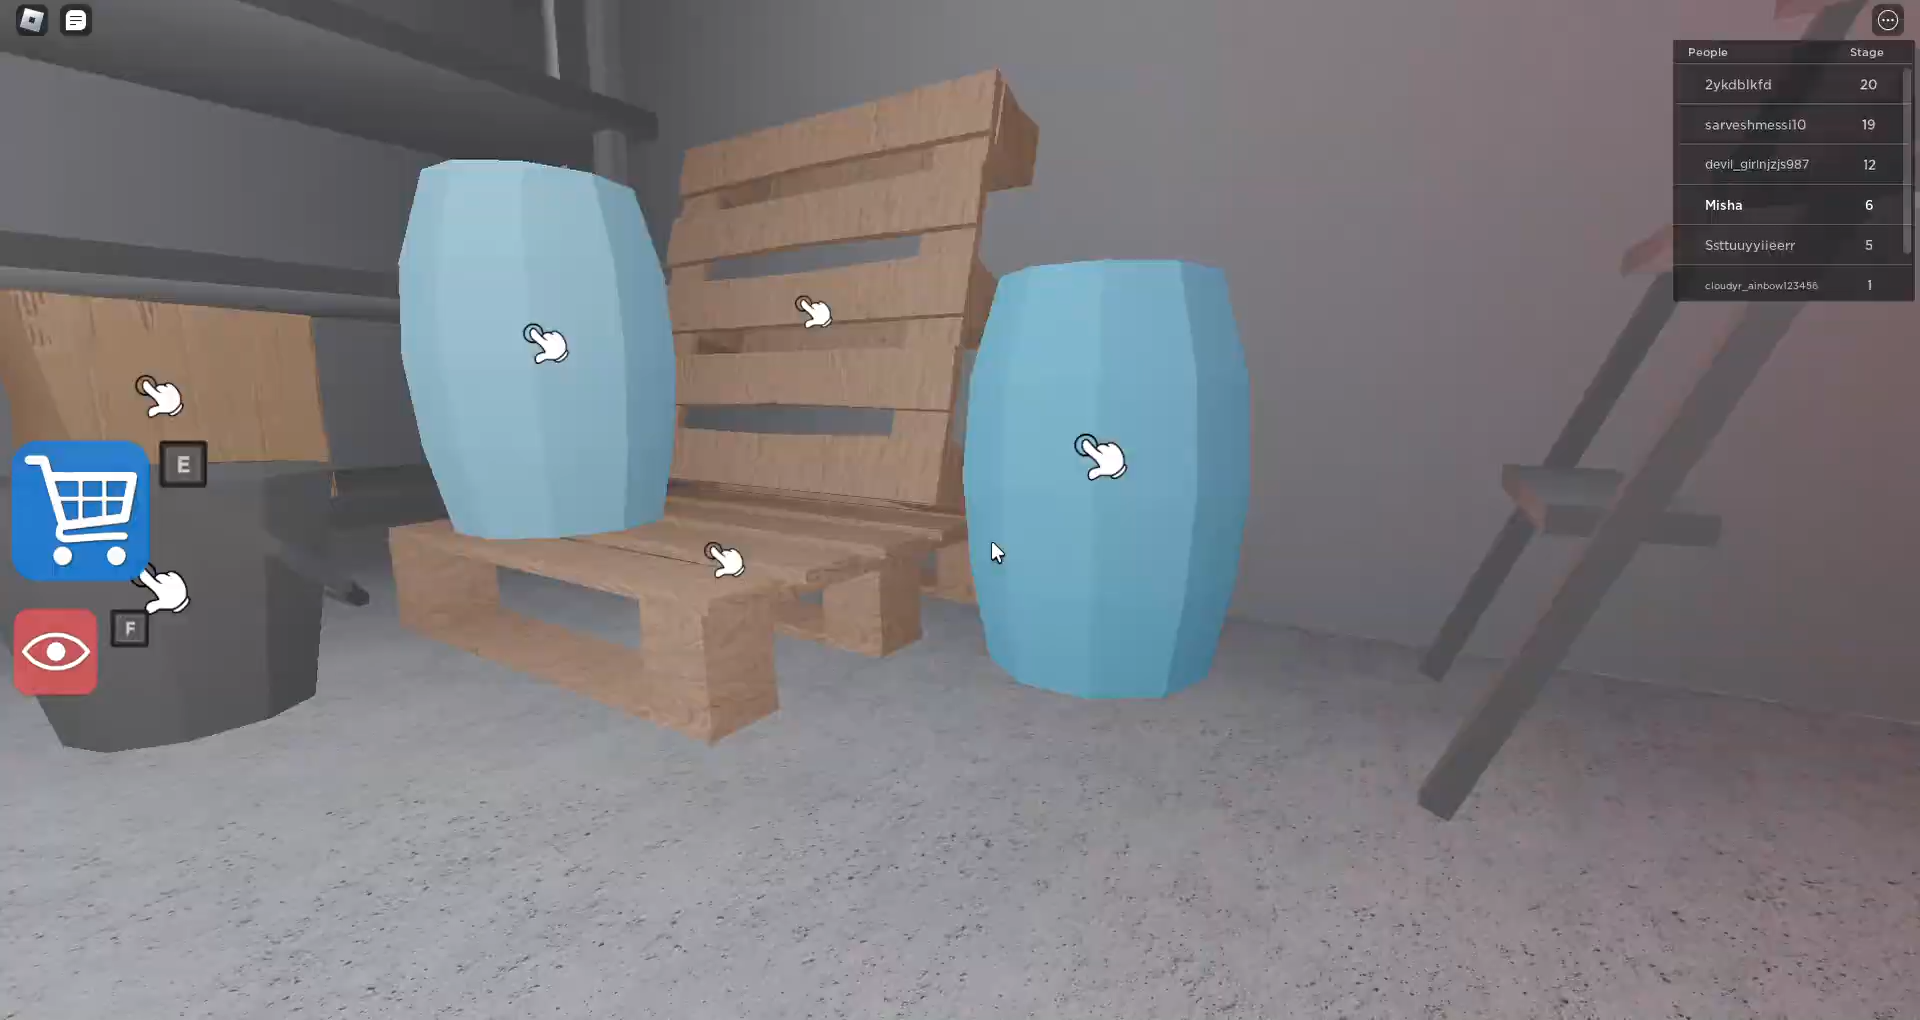 People Stage
2ykdblkfd 20
sarveshmessi10 19
devil_girlnjzjs987 12
Misha 6
Ssttuuyyiieerr 5
cloudyr_ainbow123456 1
E
F